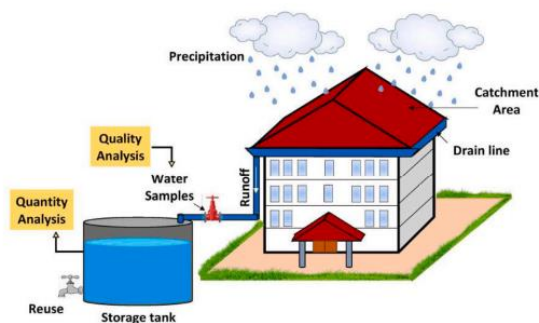 Precipitation
Catchment
Area
Drain line
Quality
Analysis
Water
Samples
Runoff
Quantity
Analysis
Reuse
Storage tank